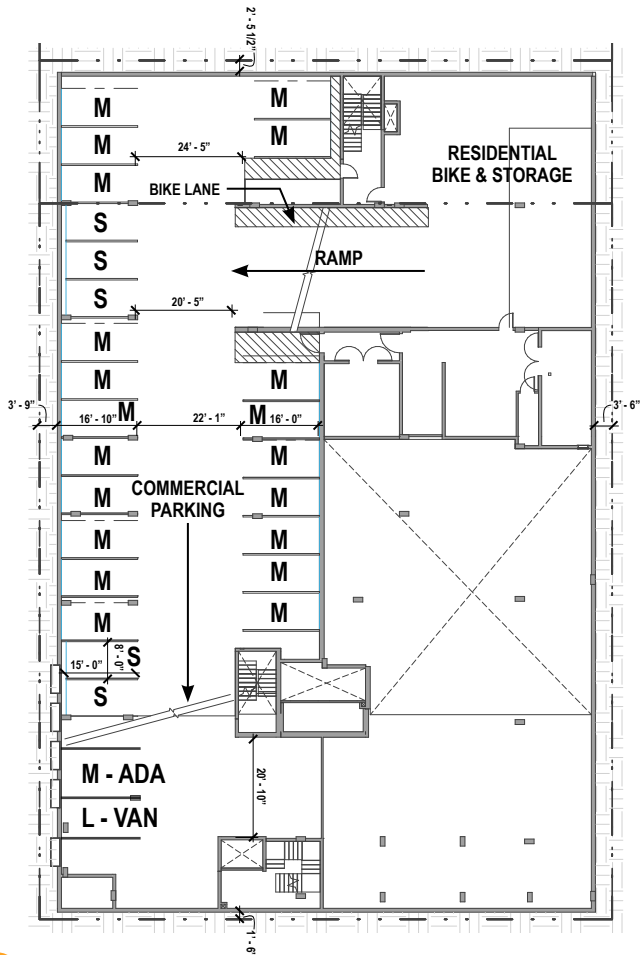 2' - 5 1/2"
M
M
M
M
M
24' - 5"
RESIDENTIAL
BIKE & STORAGE
BIKE LANE
S
S
S
RAMP
20' - 5"
M
M
M
3' - 9"
16' - 10"
M
22' - 1"
M
16' - 0"
3' - 6"
M
M
M
M
COMMERCIAL
PARKING
M
M
M
M
M
M
8' - 0"
S
15' - 0"
S
M - ADA
L - VAN
20' - 10"
1' - 6"